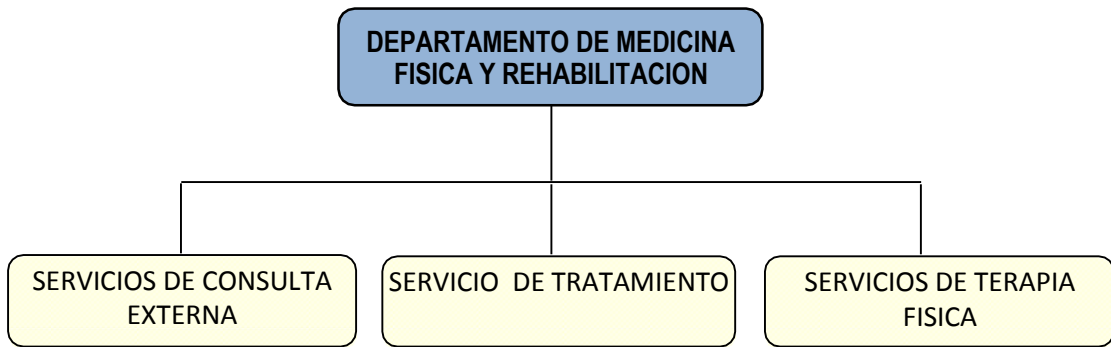 DEPARTAMENTO DE MEDICINA
FISICA Y REHABILITACION
SERVICIOS DE CONSULTA
EXTERNA
SERVICIO DE TRATAMIENTO
SERVICIOS DE TERAPIA
FISICA